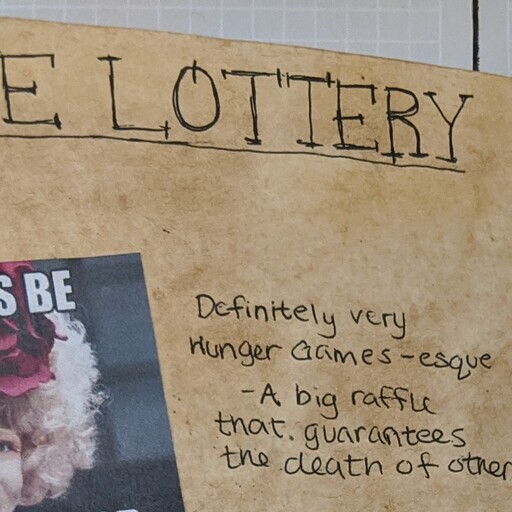 E LOTTERY
S BE
Definitely very
Hunger Games-esque
-A big raffle
that guarantees
the death of other